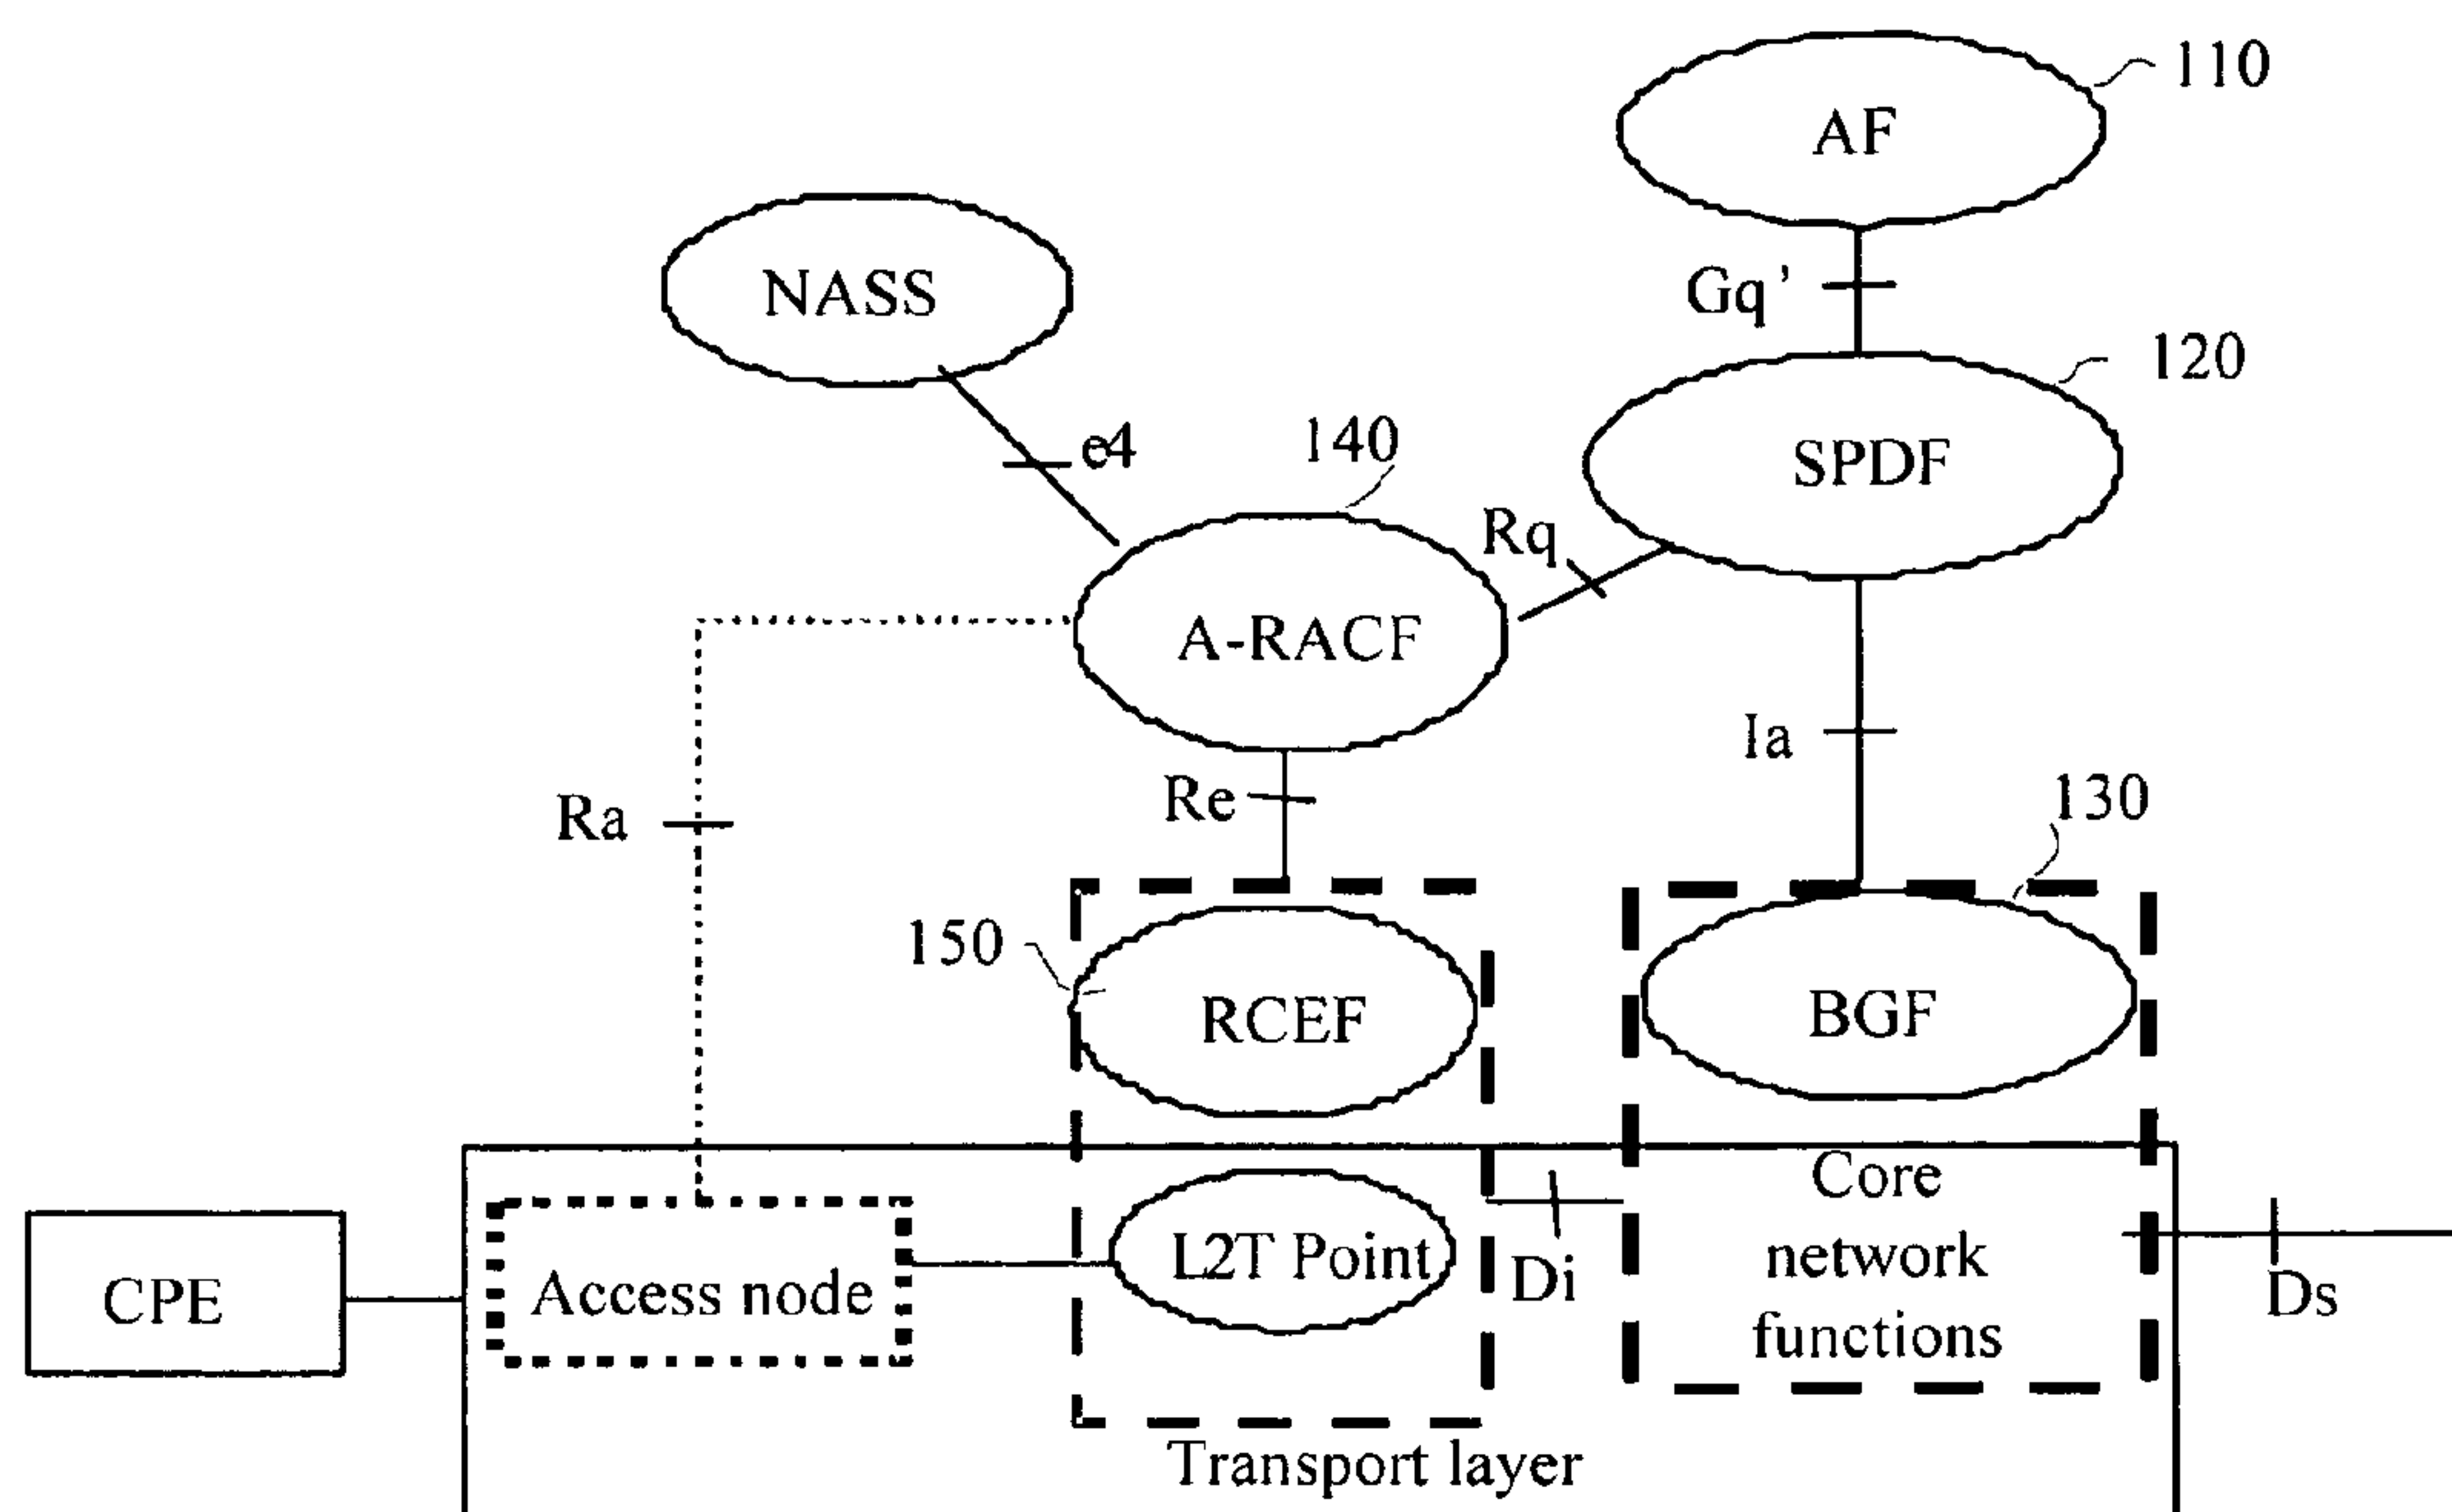 110
AF
NASS
Gq’
120
e4
140
SPDF
Rq
A-RACF
Ia
Re
130
Ra
150
RCEF
BGF
Core
network
functions
L2T Point
Di
Access node
CPE
Ds
Transport layer